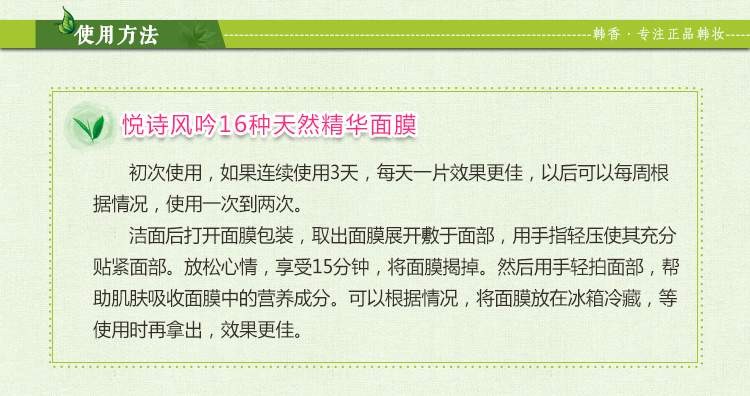 使用方法
韩香·专注正品韩妆
悦诗风吟16种天然精华面膜
初次使用，如果连续使用3天，每天一片效果更佳，以后可以每周根
据情况，使用一次到两次。
洁面后打开面膜包装，取出面膜展开敷于面部，用手指轻压使其充分
贴紧面部。放松心情，享受15分钟，将面膜揭掉。然后用手轻拍面部，帮
助肌肤吸收面膜中的营养成分。可以根据情况，将面膜放在冰箱冷藏，等
使用时再拿出，效果更佳。